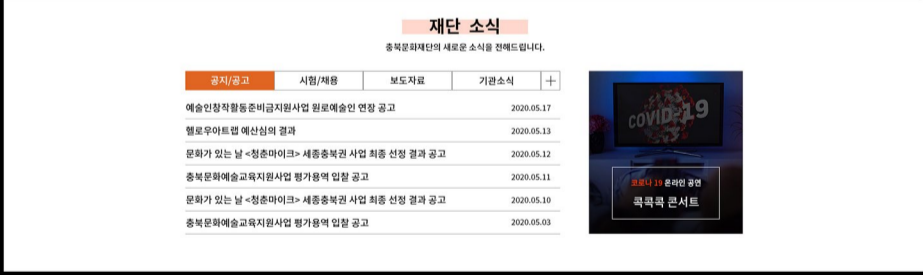 재단 소식
충북문화재단의 새로운 소식을 전해드립니다.
공지/공고 시험/채용 보도자료 기관소식 +
예술인창작활동준비금지원사업 원로예술인 연장 공고 2020.05.17
헬로우아트랩 예산심의 결과 2020.05.13
문화가 있는 날 <청춘마이크> 세종충북권 사업 최종 선정 결과 공고 2020.05.12
충북문화예술교육지원사업 평가용역 입찰 공고 2020.05.11
문화가 있는 날 <청춘마이크> 세종충북권 사업 최종 선정 결과 공고 2020.05.10
충북문화예술교육지원사업 평가용역 입찰 공고 2020.05.03
COVID-19
코로나 19 온라인 공연
콕콕콕 콘서트